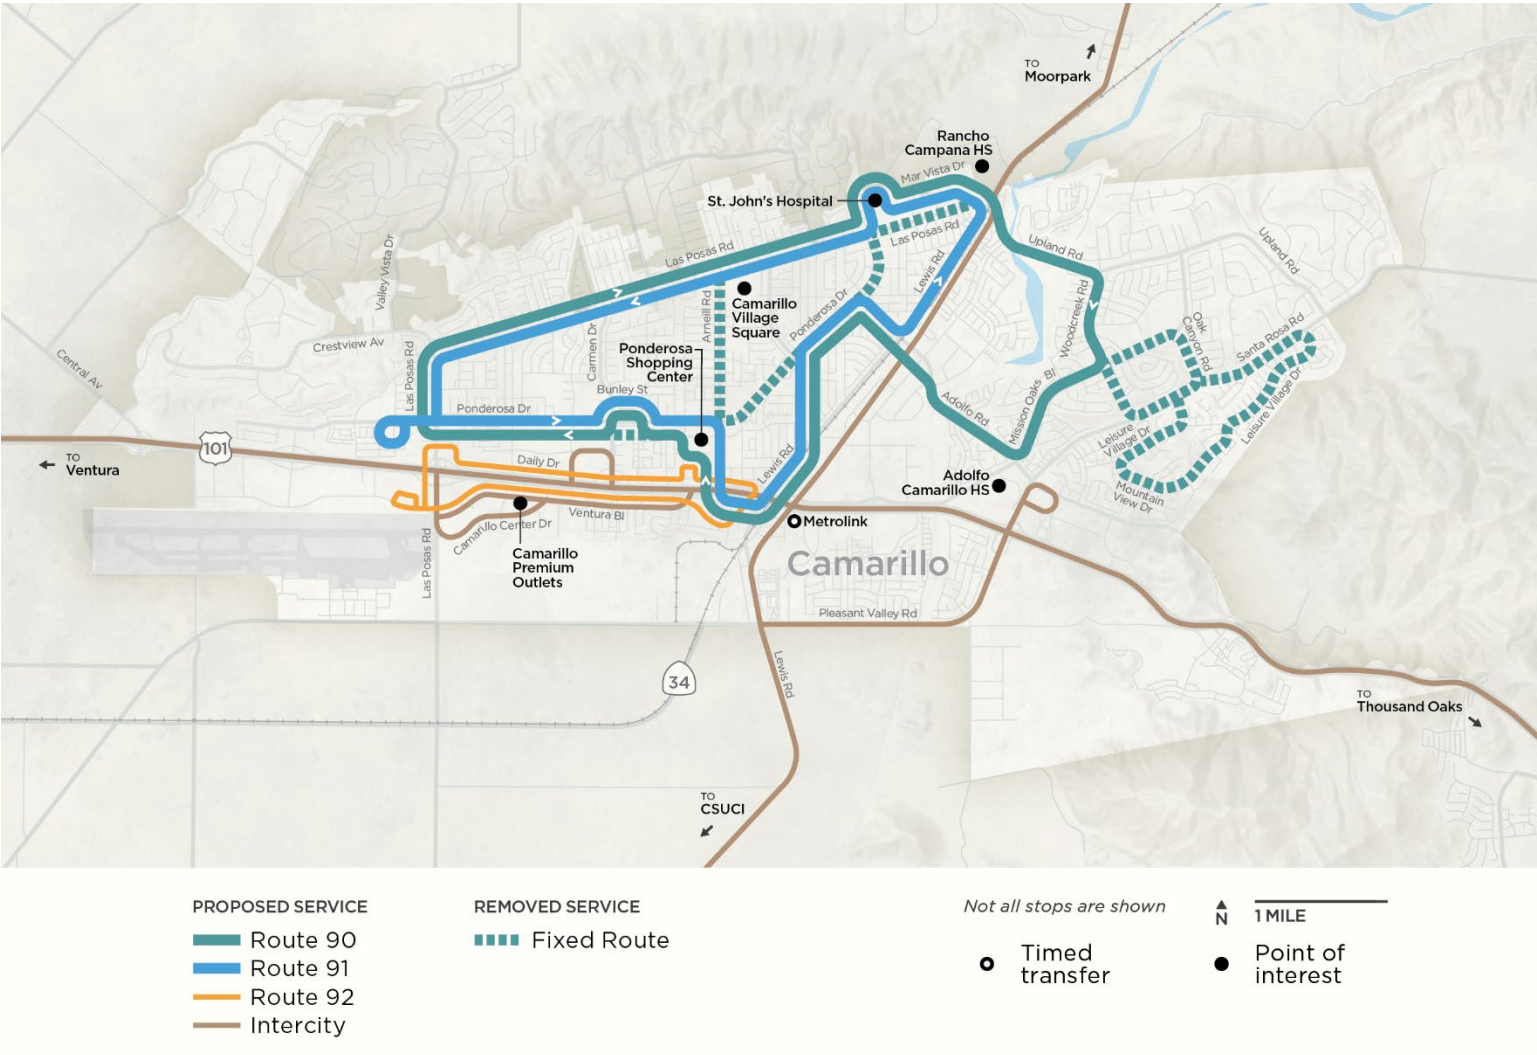 TO
Moorpark
Rancho
Campana HS
Mar Vista Dr
St. John's Hospital
Las Posas Rd
Las Posas Rd
Upland Rd
Upland Rd
Valley Vista Dr
Lewis Rd
Woodcreek Rd
Camarillo
Village
Square
Arneill Rd
Ponderosa Dr
Oak
Canyon Rd
Santa Rosa Rd
Crestview Av
Carmen Dr
Ponderosa
Shopping
Center
Central Av
Las Posas Rd
Bunley St
Ponderosa Dr
Adolfo Rd
Mission Oaks Bl
Leisure
Village Dr
Leisure Village Dr
101
TO
Ventura
Daily Dr
Lewis Rd
Adolfo
Camarillo HS
Mountain
View Dr
Ventura Bl
Camarillo Center Dr
Metrolink
Las Posas Rd
Camarillo
Premium
Outlets
Camarillo
Pleasant Valley Rd
34
Lewis Rd
TO
Thousand Oaks
TO
CSUCI
PROPOSED SERVICE
Route 90
Route 91
Route 92
Intercity
REMOVED SERVICE
Fixed Route
Not all stops are shown
N
1 MILE
Timed
transfer
Point of
interest